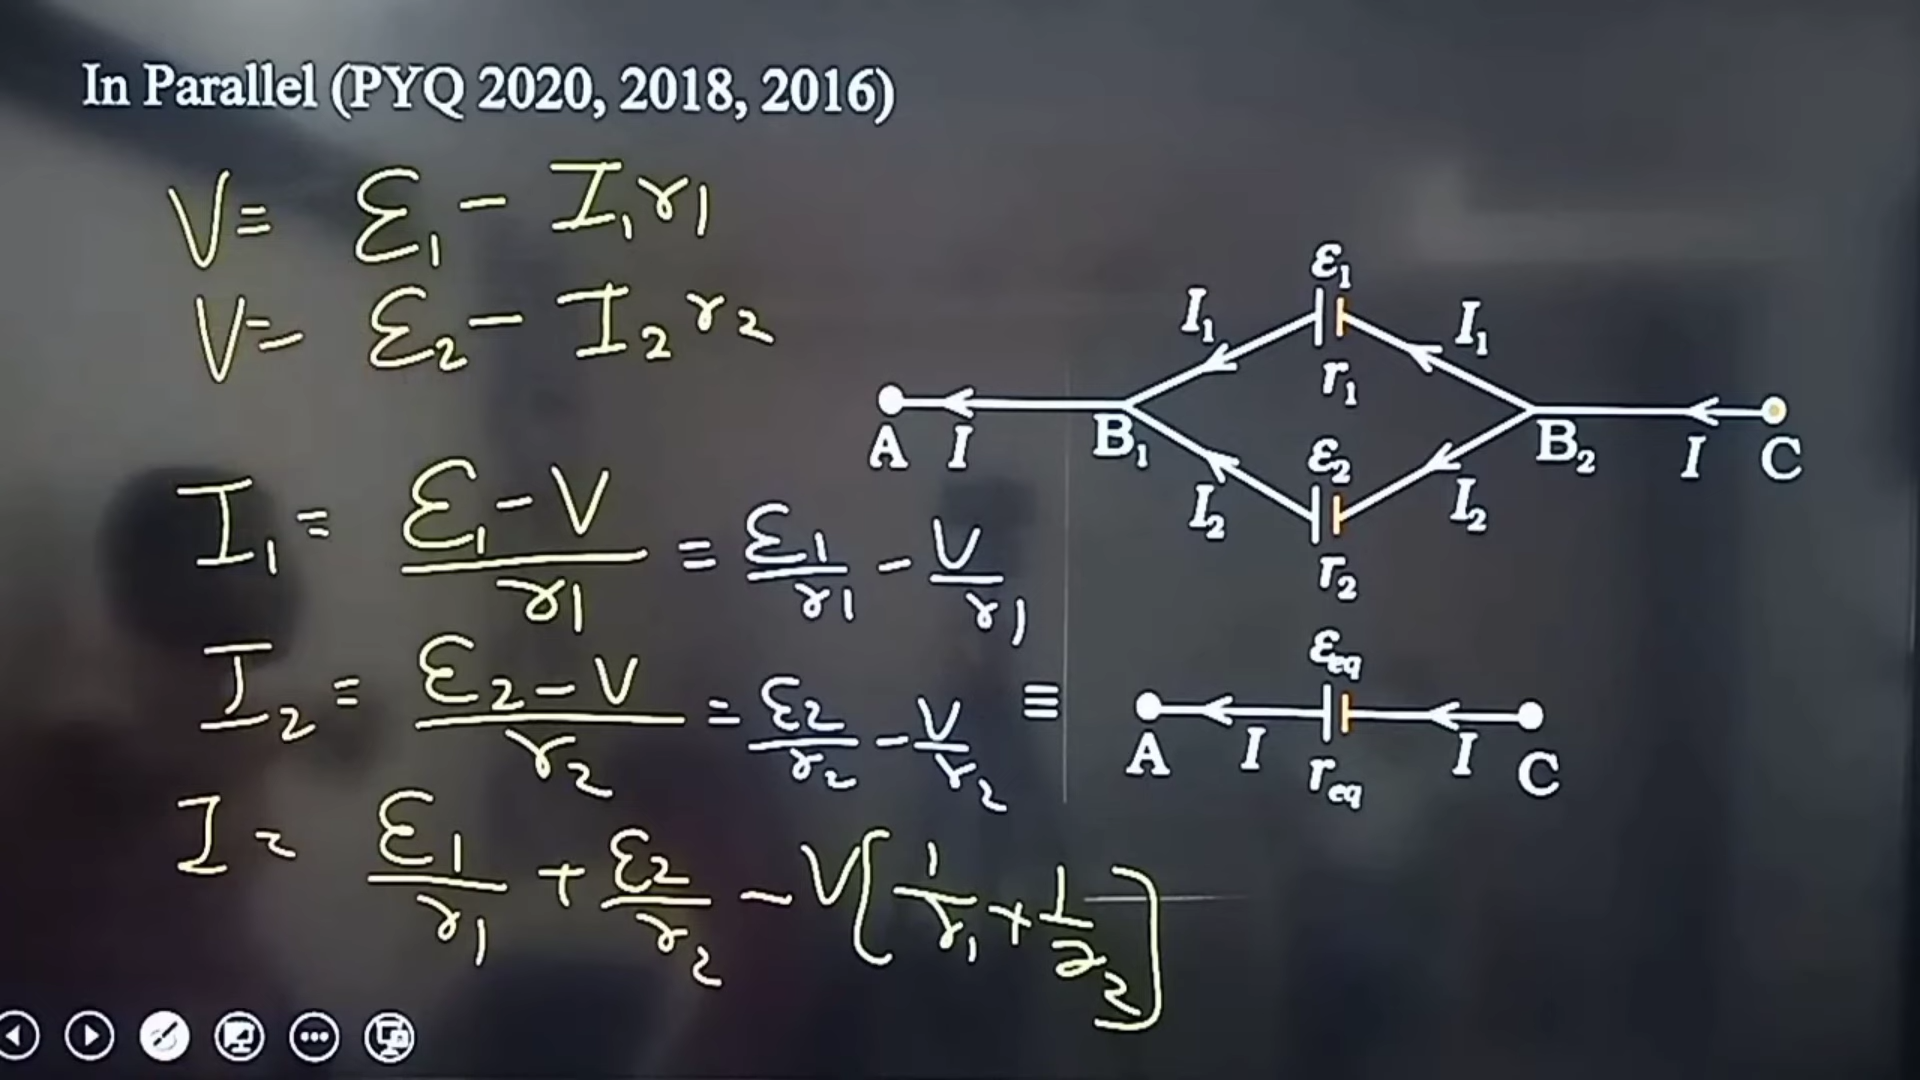 In Parallel (PYQ 2020, 2018, 2016)
V = ε₁ - I₁r₁
V = ε₂ - I₂r₂
I₁ = (ε₁ - V)/r₁ = ε₁/r₁ - V/r₁
I₂ = (ε₂ - V)/r₂ = ε₂/r₂ - V/r₂
I = ε₁/r₁ + ε₂/r₂ - V[1/r₁ + 1/r₂]
ε₁
I₁ I₁
r₁
A I B₁ B₂ I C
ε₂
I₂ I₂
r₂
≡
εeq
A I I C
req